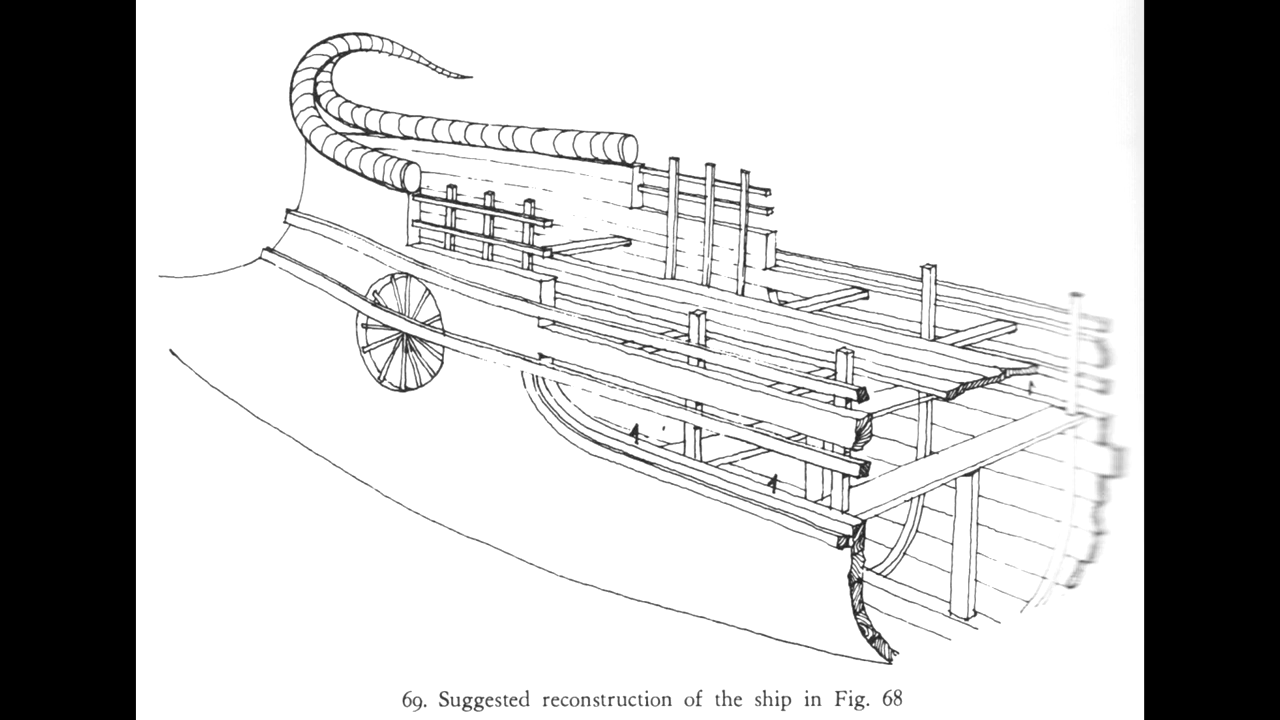 69. Suggested reconstruction of the ship in Fig. 68